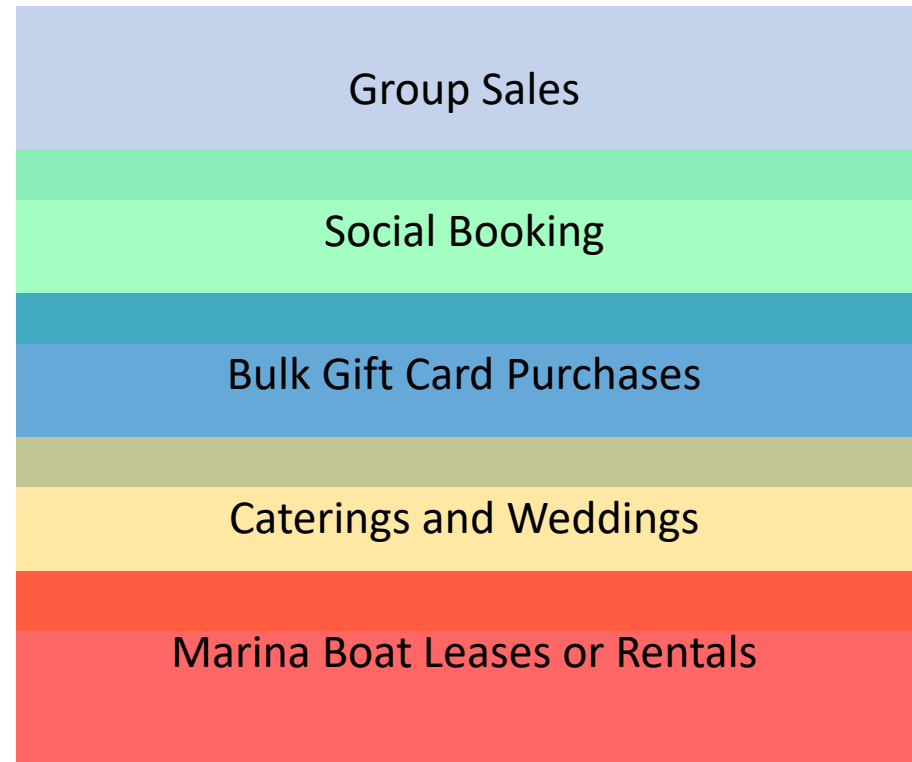 Group Sales
Social Booking
Bulk Gift Card Purchases
Caterings and Weddings
Marina Boat Leases or Rentals